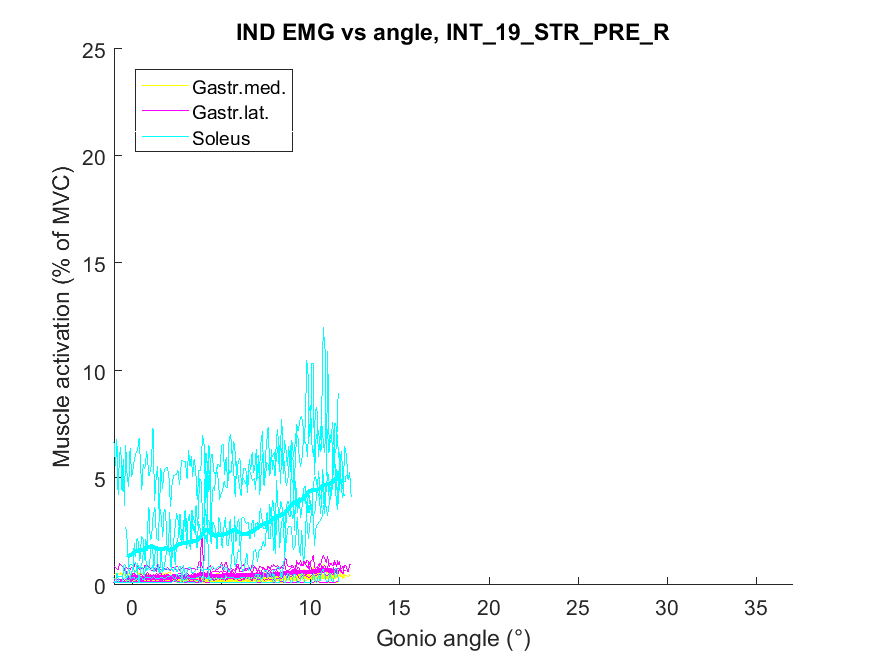 IND EMG vs angle, INT_19_STR_PRE_R
25
20
15
10
5
0
Muscle activation (% of MVC)
Gastr.med.
Gastr.lat.
Soleus
0 5 10 15 20 25 30 35
Gonio angle (°)